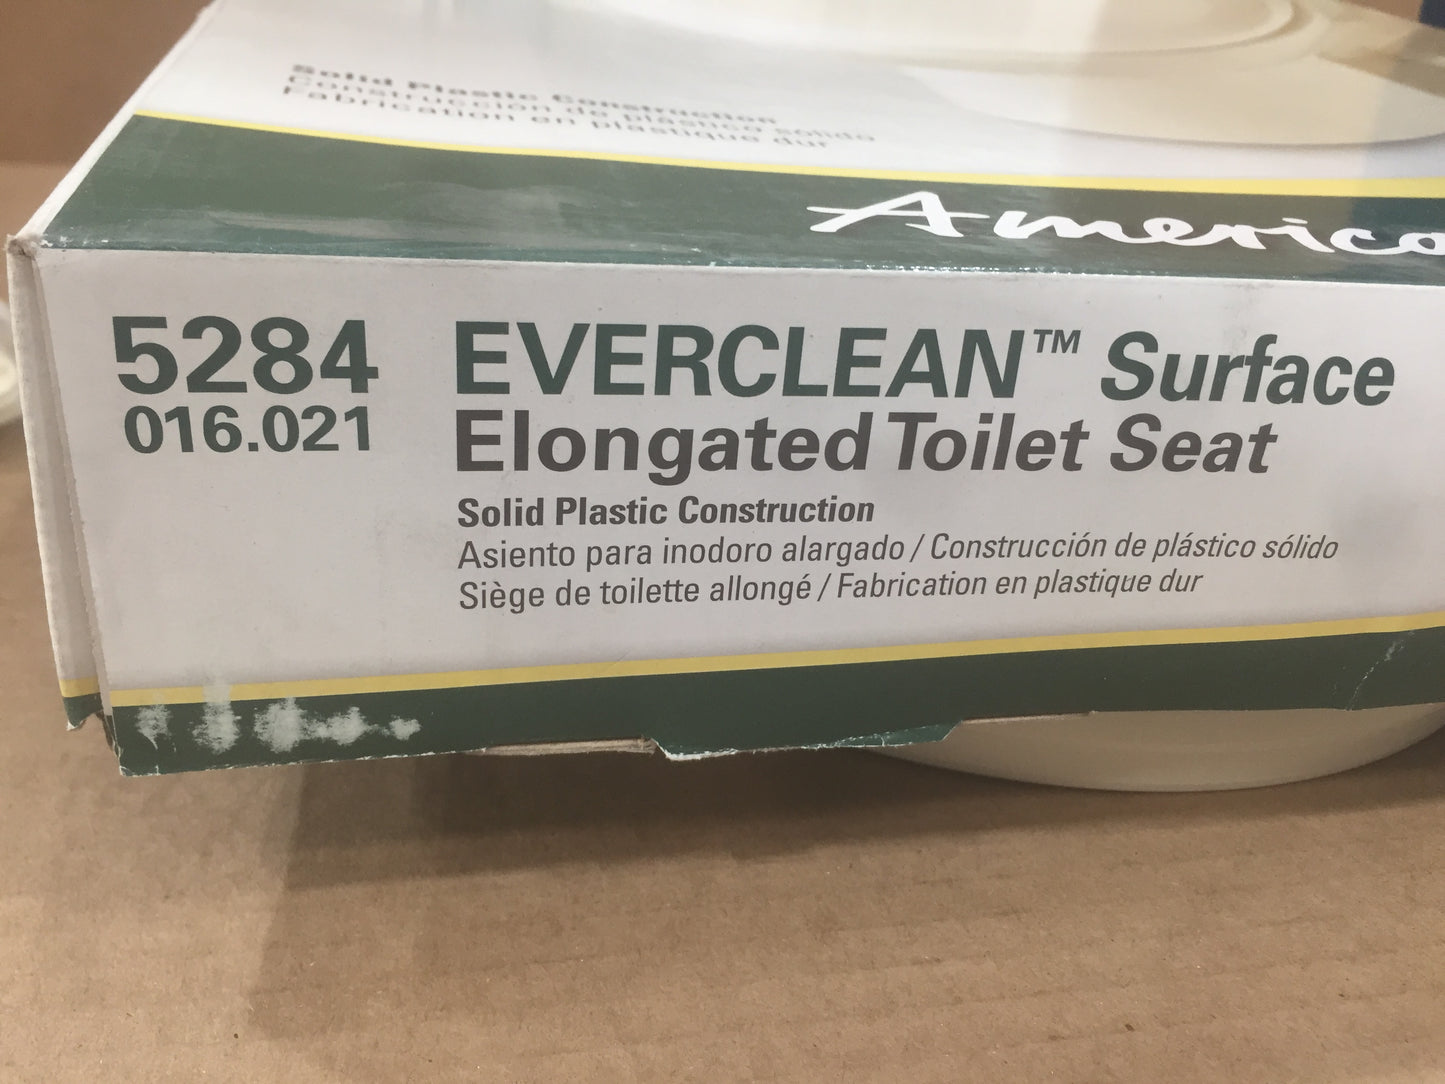 Solid Plastic Construction
Construcción de plástico sólido
Fabrication en plastique dur
America
5284
016.021
EVERCLEAN™ Surface
Elongated Toilet Seat
Solid Plastic Construction
Asiento para inodoro alargado / Construcción de plástico sólido
Siège de toilette allongé / Fabrication en plastique dur